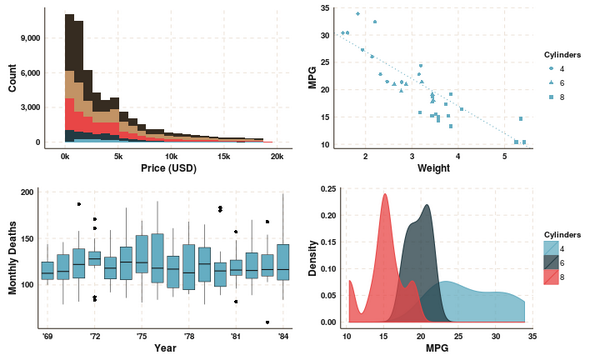 9,000
6,000
3,000
0
Count
0k 5k 10k 15k 20k
Price (USD)
35
30
25
20
15
10
MPG
2 3 4 5
Weight
Cylinders
4
6
8
200
150
100
Monthly Deaths
'69 '72 '75 '78 '81 '84
Year
0.25
0.20
0.15
0.10
0.05
0.00
Density
10 15 20 25 30 35
MPG
Cylinders
4
6
8